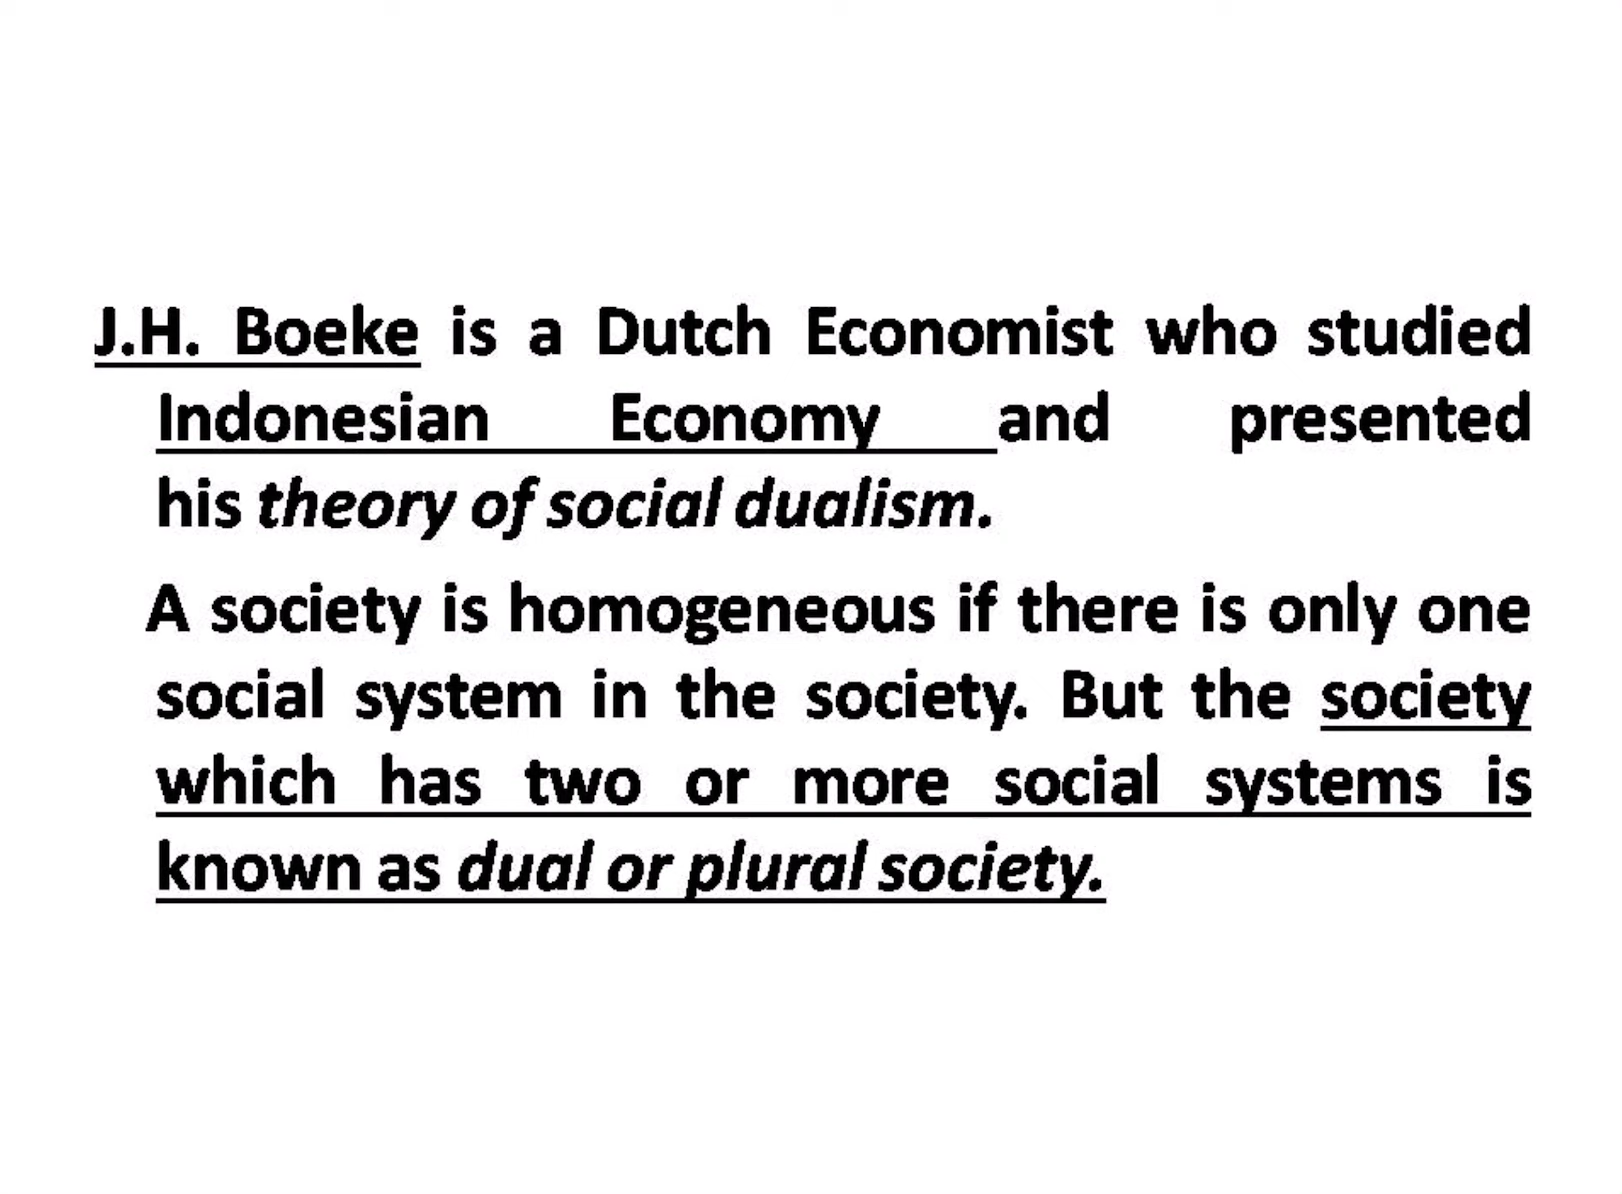 J.H. Boeke is a Dutch Economist who studied
Indonesian Economy and presented
his theory of social dualism.
A society is homogeneous if there is only one
social system in the society. But the society
which has two or more social systems is
known as dual or plural society.